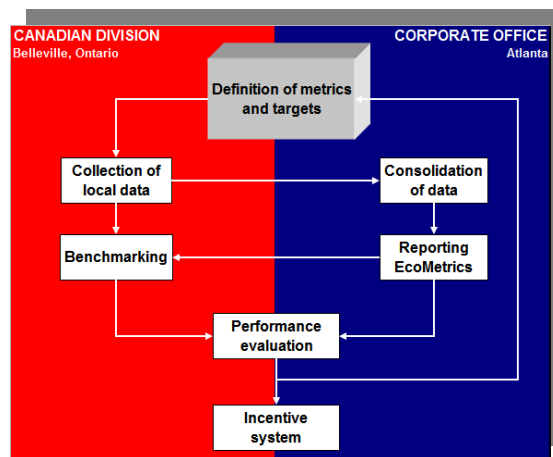 CANADIAN DIVISION
Belleville, Ontario
CORPORATE OFFICE
Atlanta
Definition of metrics
and targets
Collection of
local data
Consolidation
of data
Benchmarking
Reporting
EcoMetrics
Performance
evaluation
Incentive
system